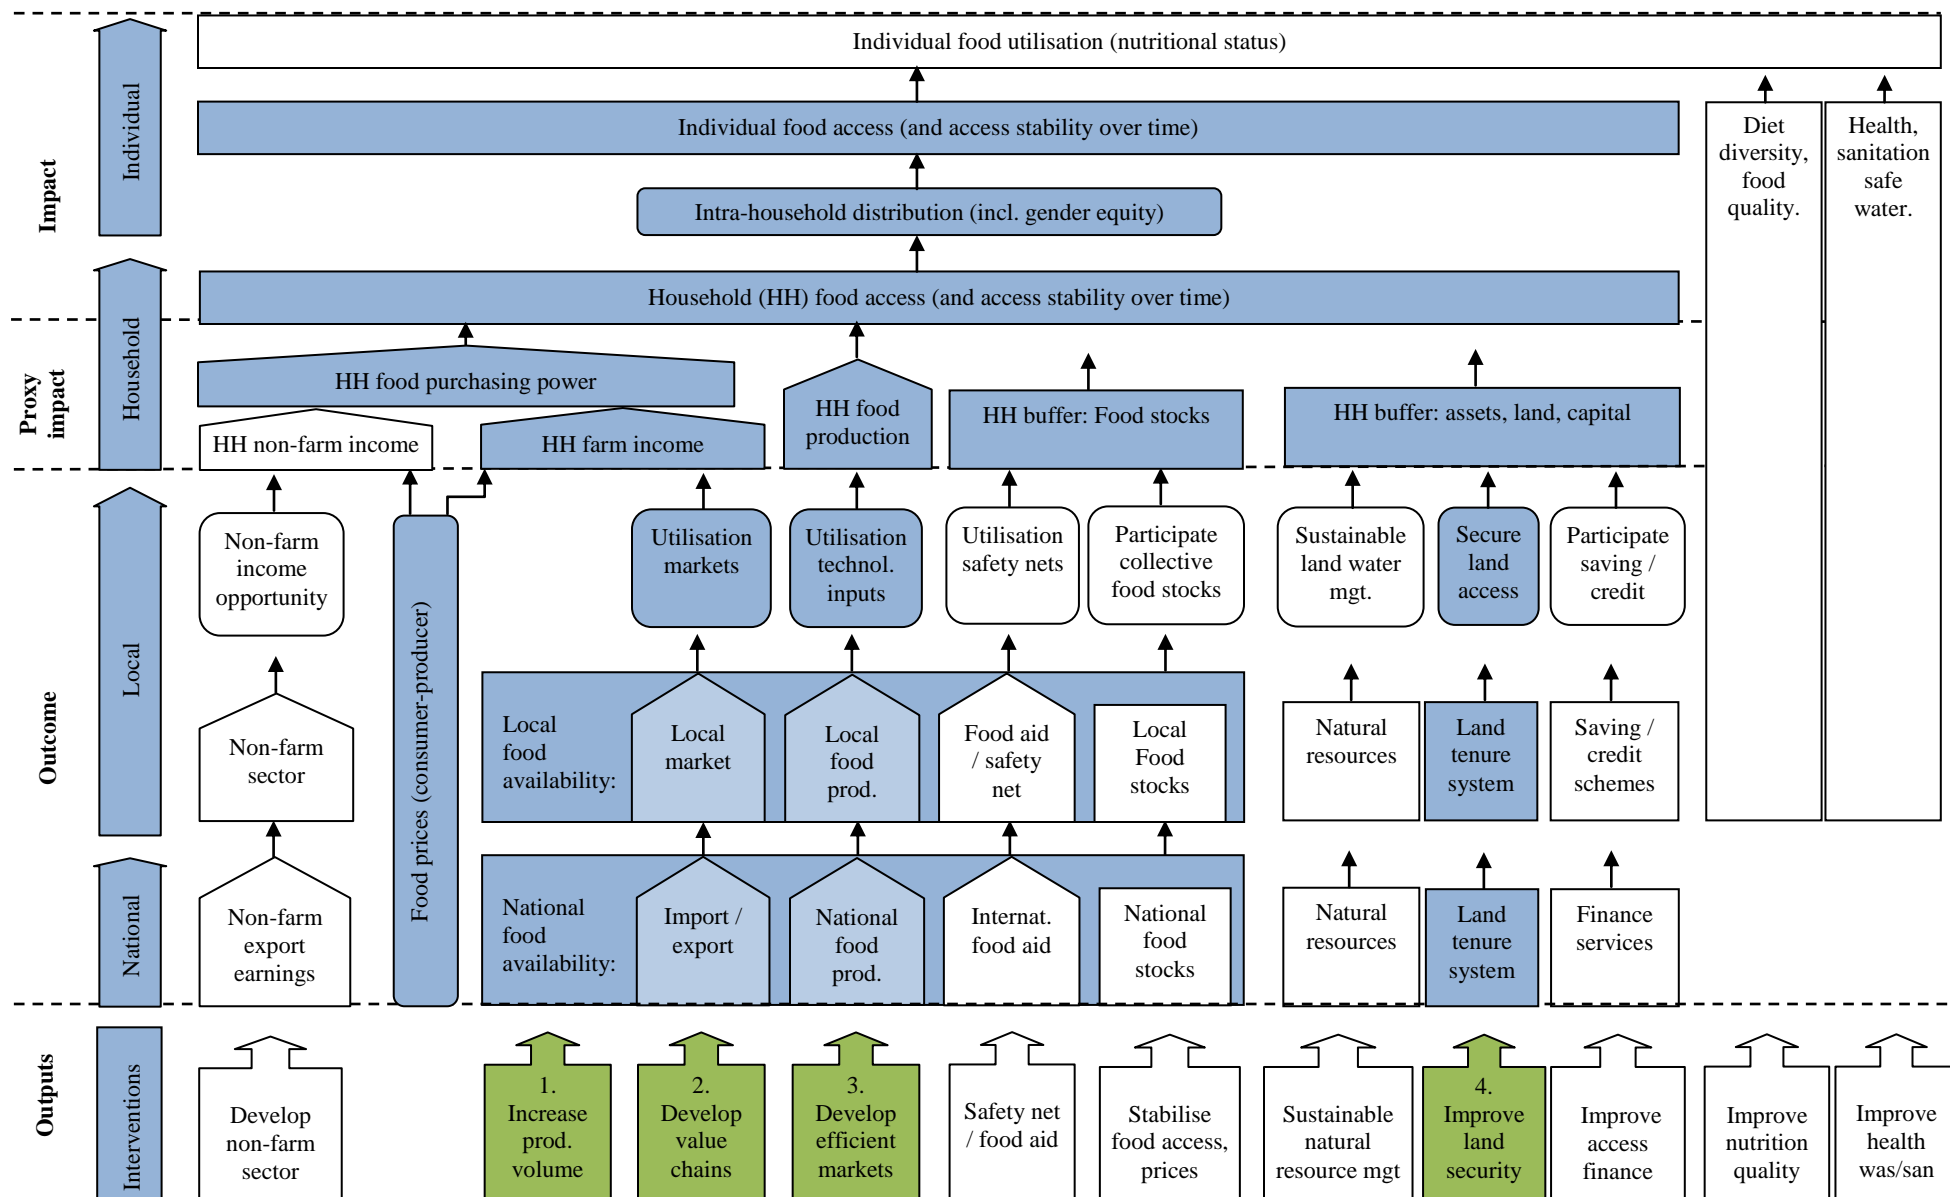 Impact
Individual
Individual food utilisation (nutritional status)
Individual food access (and access stability over time)
Intra-household distribution (incl. gender equity)
Diet
diversity,
food
quality.
Health,
sanitation
safe
water.
Household (HH) food access (and access stability over time)
Proxy
impact
Household
HH food purchasing power
HH non-farm income
HH farm income
HH food
production
HH buffer: Food stocks
HH buffer: assets, land, capital
Outcome
Local
Non-farm
income
opportunity
Food prices (consumer-producer)
Utilisation
markets
Utilisation
technol.
inputs
Utilisation
safety nets
Participate
collective
food stocks
Sustainable
land water
mgt.
Secure
land
access
Participate
saving /
credit
Non-farm
sector
Local
food
availability:
Local
market
Local
food
prod.
Food aid
/ safety
net
Local
Food
stocks
Natural
resources
Land
tenure
system
Saving /
credit
schemes
National
Non-farm
export
earnings
National
food
availability:
Import /
export
National
food
prod.
Internat.
food aid
National
food
stocks
Natural
resources
Land
tenure
system
Finance
services
Outputs
Interventions
Develop
non-farm
sector
1.
Increase
prod.
volume
2.
Develop
value
chains
3.
Develop
efficient
markets
Safety net
/ food aid
Stabilise
food access,
prices
Sustainable
natural
resource mgt
4.
Improve
land
security
Improve
access
finance
Improve
nutrition
quality
Improve
health
was/san